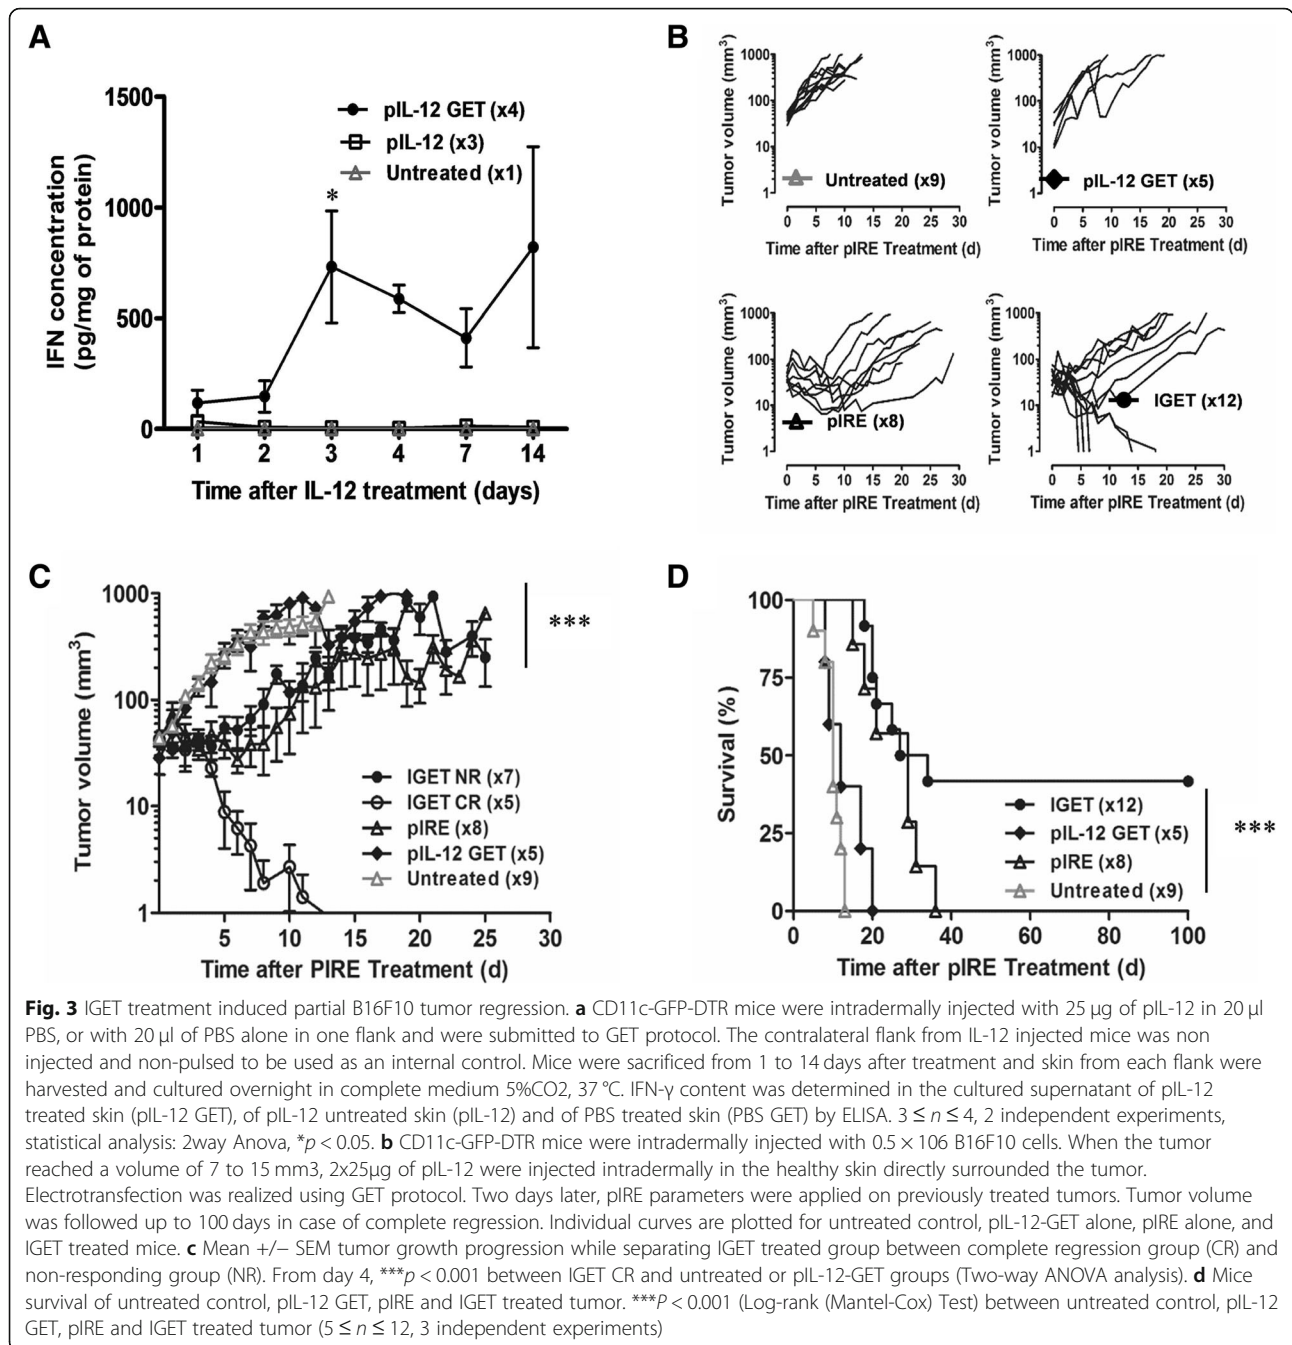 A
IFN concentration
(pg/mg of protein)
1500
1000
500
0
pIL-12 GET (x4)
pIL-12 (x3)
Untreated (x1)
*
1 2 3 4 7 14
Time after IL-12 treatment (days)
B
Tumor volume (mm³)
1000
100
10
1
Untreated (x9)
0 5 10 15 20 25 30
Time after pIRE Treatment (d)
Tumor volume (mm³)
1000
100
10
1
pIL-12 GET (x5)
0 5 10 15 20 25 30
Time after pIRE Treatment (d)
Tumor volume (mm³)
1000
100
10
1
pIRE (x8)
0 5 10 15 20 25 30
Time after pIRE Treatment (d)
Tumor volume (mm³)
1000
100
10
1
IGET (x12)
0 5 10 15 20 25 30
Time after pIRE Treatment (d)
C
Tumor volume (mm³)
1000
100
10
1
***
IGET NR (x7)
IGET CR (x5)
pIRE (x8)
pIL-12 GET (x5)
Untreated (x9)
5 10 15 20 25 30
Time after PIRE Treatment (d)
D
Survival (%)
100
75
50
25
0
IGET (x12)
pIL-12 GET (x5)
pIRE (x8)
Untreated (x9)
***
0 20 40 60 80 100
Time after pIRE Treatment (d)
Fig. 3 IGET treatment induced partial B16F10 tumor regression. a CD11c-GFP-DTR mice were intradermally injected with 25 μg of pIL-12 in 20 μl
PBS, or with 20 μl of PBS alone in one flank and were submitted to GET protocol. The contralateral flank from IL-12 injected mice was non
injected and non-pulsed to be used as an internal control. Mice were sacrificed from 1 to 14 days after treatment and skin from each flank were
harvested and cultured overnight in complete medium 5%CO2, 37 °C. IFN-γ content was determined in the cultured supernatant of pIL-12
treated skin (pIL-12 GET), of pIL-12 untreated skin (pIL-12) and of PBS treated skin (PBS GET) by ELISA. 3 ≤ n ≤ 4, 2 independent experiments,
statistical analysis: 2way Anova, *p < 0.05. b CD11c-GFP-DTR mice were intradermally injected with 0.5 × 106 B16F10 cells. When the tumor
reached a volume of 7 to 15 mm3, 2x25μg of pIL-12 were injected intradermally in the healthy skin directly surrounded the tumor.
Electrotransfection was realized using GET protocol. Two days later, pIRE parameters were applied on previously treated tumors. Tumor volume
was followed up to 100 days in case of complete regression. Individual curves are plotted for untreated control, pIL-12-GET alone, pIRE alone, and
IGET treated mice. c Mean +/− SEM tumor growth progression while separating IGET treated group between complete regression group (CR) and
non-responding group (NR). From day 4, ***p < 0.001 between IGET CR and untreated or pIL-12-GET groups (Two-way ANOVA analysis). d Mice
survival of untreated control, pIL-12 GET, pIRE and IGET treated tumor. ***P < 0.001 (Log-rank (Mantel-Cox) Test) between untreated control, pIL-12
GET, pIRE and IGET treated tumor (5 ≤ n ≤ 12, 3 independent experiments)